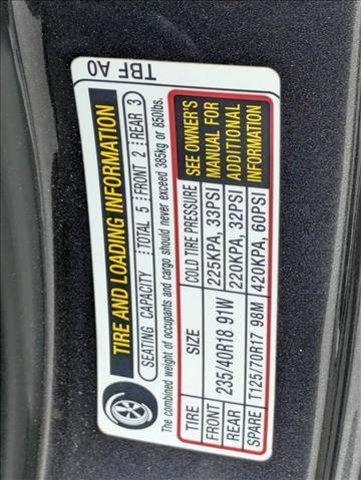 TBF A0
TIRE AND LOADING INFORMATION
SEATING CAPACITY TOTAL 5 FRONT 2 REAR 3
The combined weight of occupants and cargo should never exceed 385kg or 850lbs.
TIRE SIZE COLD TIRE PRESSURE SEE OWNER'S
FRONT 235/40R18 91W 225KPA, 33PSI MANUAL FOR
REAR 220KPA, 32PSI ADDITIONAL
SPARE T125/70R17 98M 420KPA, 60PSI INFORMATION